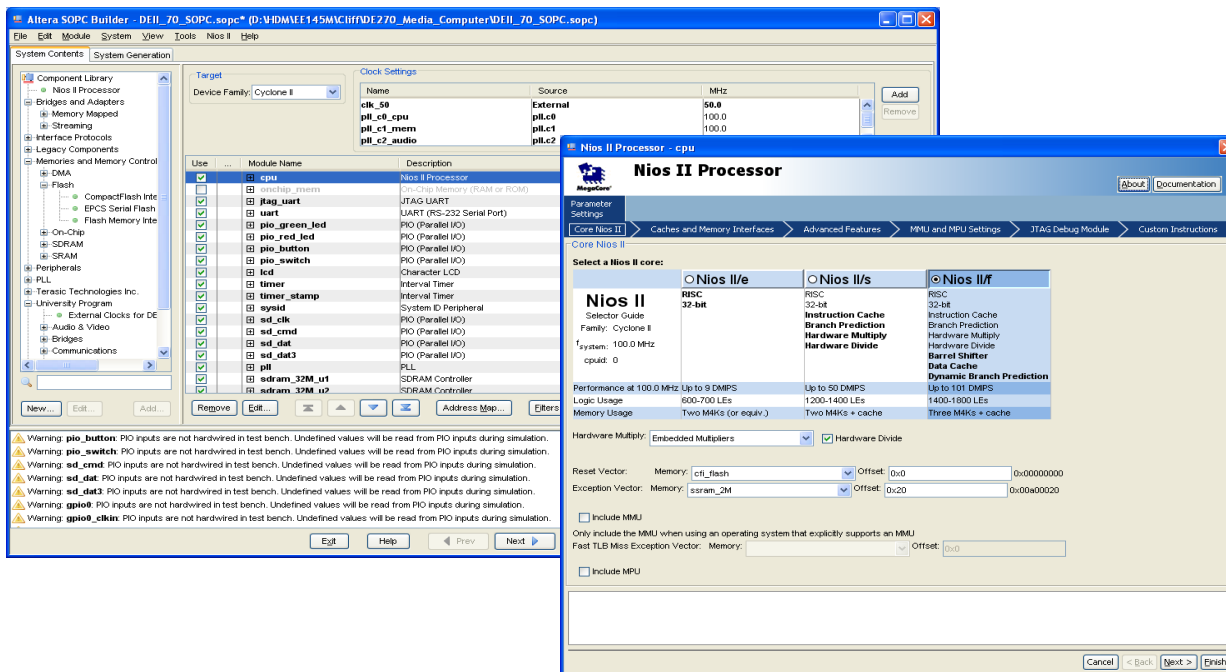 Altera SOPC Builder - DEII_70_SOPC.sopc* (D:\HDM\EE145M\Cliff\DE270_Media_Computer\DEII_70_SOPC.sopc)
File Edit Module System View Tools Nios II Help
System Contents System Generation
Component Library
Nios II Processor
Bridges and Adapters
Memory Mapped
Streaming
Interface Protocols
Legacy Components
Memories and Memory Control
DMA
Flash
CompactFlash Inte
EPCS Serial Flash
Flash Memory Inte
On-Chip
SDRAM
SRAM
Peripherals
PLL
Terasic Technologies Inc.
University Program
External Clocks for DE
Audio & Video
Bridges
Communications
New... Edit... Add...
Target
Device Family: Cyclone II
Clock Settings
Name Source MHz
clk_50 External 50.0
pll_c0_cpu pll.c0 100.0
pll_c1_mem pll.c1 100.0
pll_c2_audio pll.c2
Add
Remove
Use ... Module Name Description
cpu Nios II Processor
onchip_mem On-Chip Memory (RAM or ROM)
jtag_uart JTAG UART
uart UART (RS-232 Serial Port)
pio_green_led PIO (Parallel I/O)
pio_red_led PIO (Parallel I/O)
pio_button PIO (Parallel I/O)
pio_switch PIO (Parallel I/O)
lcd Character LCD
timer Interval Timer
timer_stamp Interval Timer
sysid System ID Peripheral
sd_clk PIO (Parallel I/O)
sd_cmd PIO (Parallel I/O)
sd_dat PIO (Parallel I/O)
sd_dat3 PIO (Parallel I/O)
pll PLL
sdram_32M_u1 SDRAM Controller
sdram_32M_u2 SDRAM Controller
Remove Edit... Address Map... Filters
Warning: pio_button: PIO inputs are not hardwired in test bench. Undefined values will be read from PIO inputs during simulation.
Warning: pio_switch: PIO inputs are not hardwired in test bench. Undefined values will be read from PIO inputs during simulation.
Warning: sd_cmd: PIO inputs are not hardwired in test bench. Undefined values will be read from PIO inputs during simulation.
Warning: sd_dat: PIO inputs are not hardwired in test bench. Undefined values will be read from PIO inputs during simulation.
Warning: sd_dat3: PIO inputs are not hardwired in test bench. Undefined values will be read from PIO inputs during simulation.
Warning: gpio0: PIO inputs are not hardwired in test bench. Undefined values will be read from PIO inputs during simulation.
Warning: gpio0_clkin: PIO inputs are not hardwired in test bench. Undefined values will be read from PIO inputs during simulation.
Exit Help Prev Next
Nios II Processor - cpu
MegaCore'
Nios II Processor
About Documentation
Parameter
Settings
Core Nios II Caches and Memory Interfaces Advanced Features MMU and MPU Settings JTAG Debug Module Custom Instructions
Core Nios II
Select a Nios II core:
Nios II/e Nios II/s Nios II/f
Nios II
Selector Guide
Family: Cyclone II
fsystem: 100.0 MHz
cpuid: 0
RISC
32-bit
RISC
32-bit
Instruction Cache
Branch Prediction
Hardware Multiply
Hardware Divide
RISC
32-bit
Instruction Cache
Branch Prediction
Hardware Multiply
Hardware Divide
Barrel Shifter
Data Cache
Dynamic Branch Prediction
Performance at 100.0 MHz Up to 9 DMIPS Up to 50 DMIPS Up to 101 DMIPS
Logic Usage 600-700 LEs 1200-1400 LEs 1400-1800 LEs
Memory Usage Two M4Ks (or equiv.) Two M4Ks + cache Three M4Ks + cache
Hardware Multiply: Embedded Multipliers Hardware Divide
Reset Vector: Memory: cfi_flash Offset: 0x0 0x00000000
Exception Vector: Memory: ssram_2M Offset: 0x20 0x00a00020
Include MMU
Only include the MMU when using an operating system that explicitly supports an MMU
Fast TLB Miss Exception Vector: Memory: Offset: 0x0
Include MPU
Cancel < Back Next > Finish